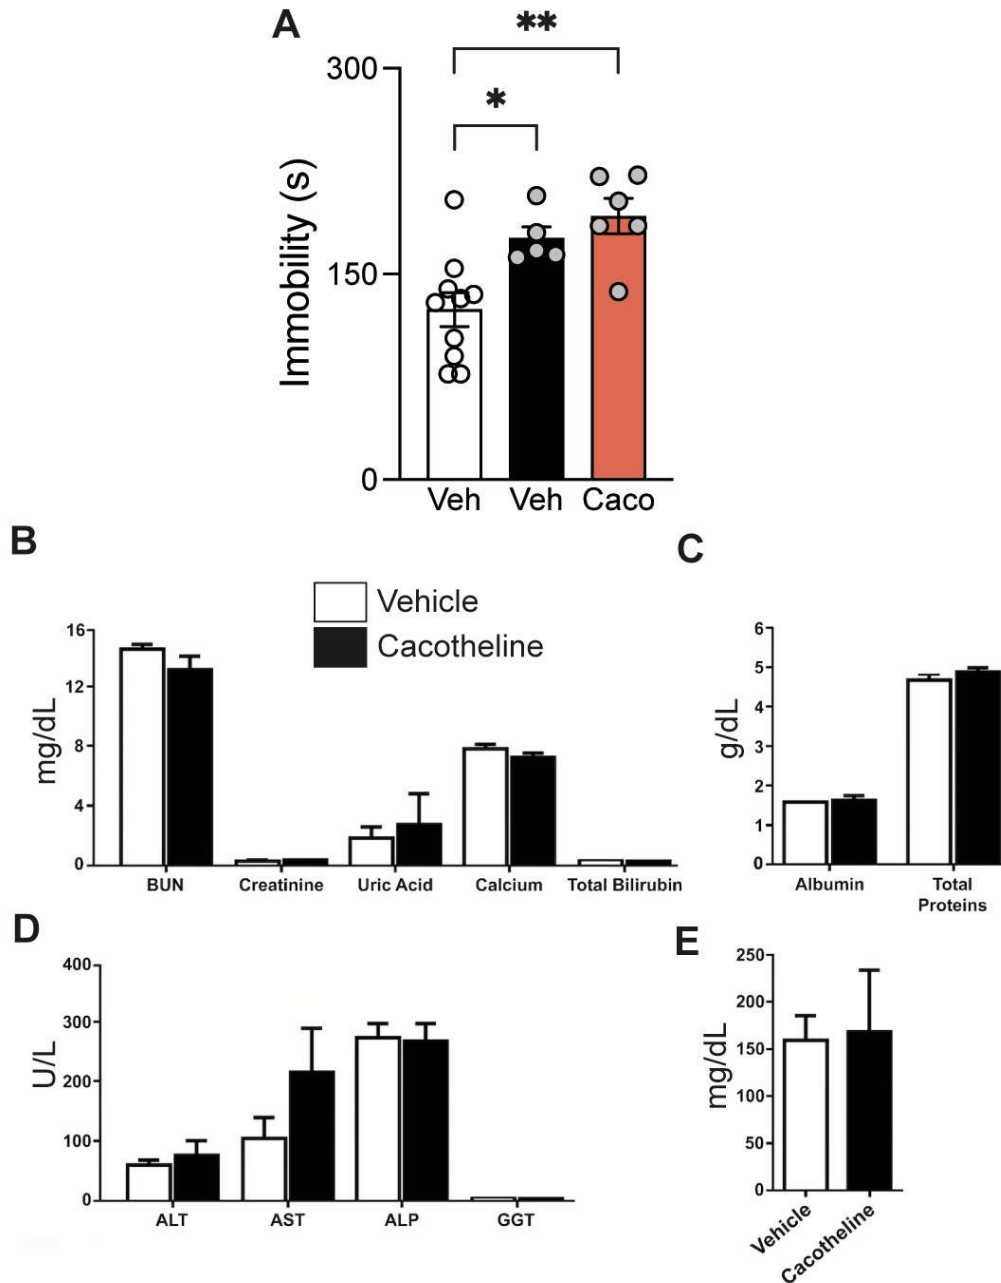 A
**
*
300
150
0
Immobility (s)
Veh Veh Caco
B
Vehicle
Cacotheline
16
12
8
4
0
mg/dL
BUN Creatinine Uric Acid Calcium Total Bilirubin
C
6
5
4
3
2
1
0
g/dL
Albumin Total
Proteins
D
400
300
200
100
0
U/L
ALT AST ALP GGT
E
250
200
150
100
50
0
mg/dL
Vehicle
Cacotheline